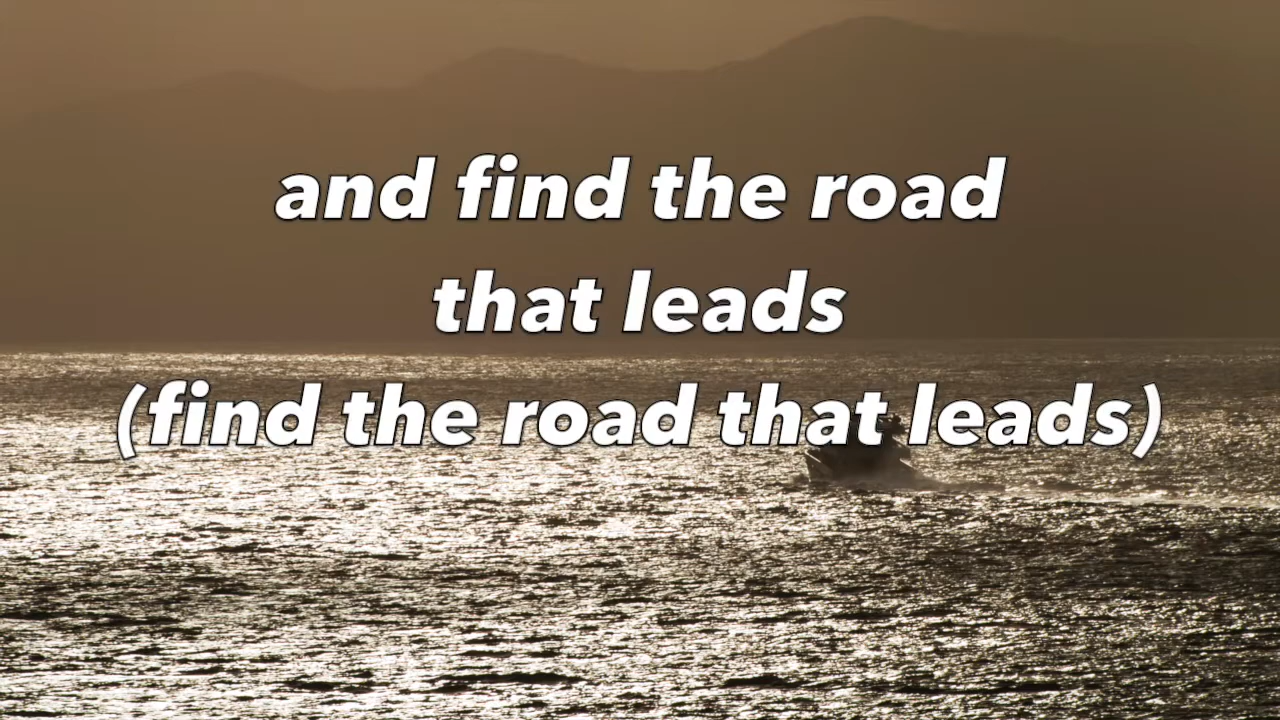 and find the road
that leads
(find the road that leads)